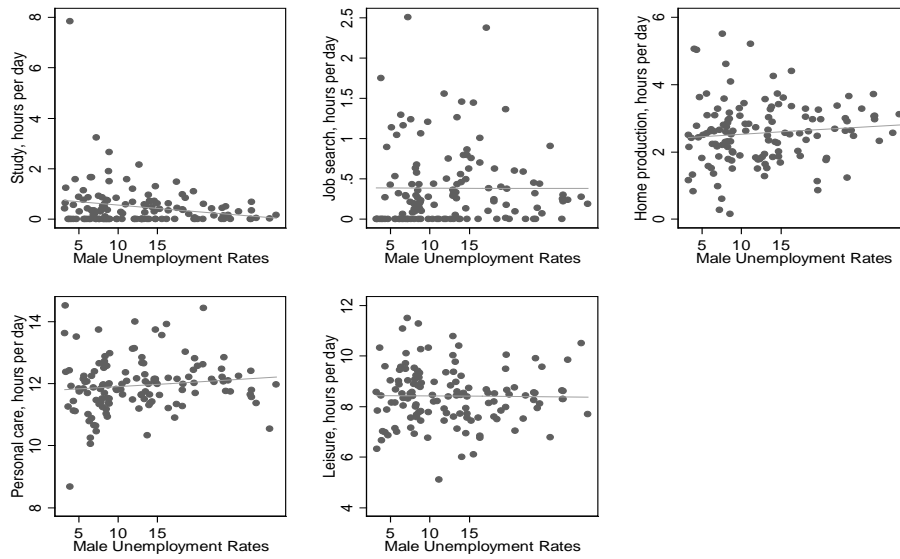 Study, hours per day
8
6
4
2
0
5 10 15
Male Unemployment Rates
Job search, hours per day
2.5
2
1.5
1
.5
0
5 10 15
Male Unemployment Rates
Home production, hours per day
6
4
2
0
5 10 15
Male Unemployment Rates
Personal care, hours per day
14
12
10
8
5 10 15
Male Unemployment Rates
Leisure, hours per day
12
10
8
6
4
5 10 15
Male Unemployment Rates